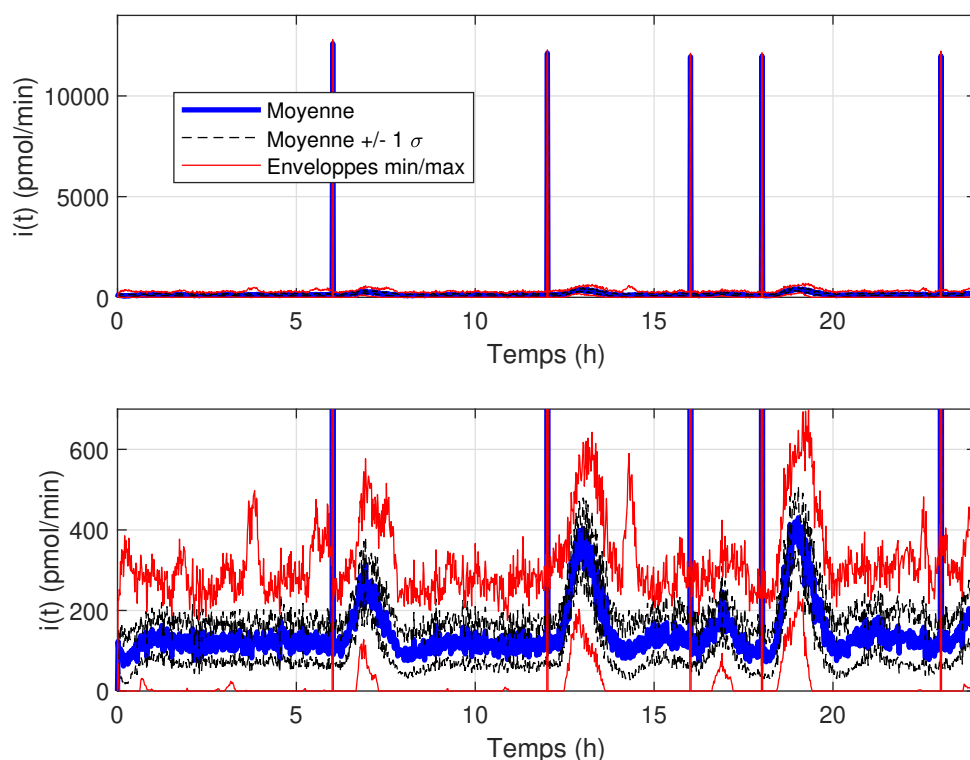 10000
5000
0
i(t) (pmol/min)
Moyenne
Moyenne +/- 1 σ
Enveloppes min/max
0 5 10 15 20
Temps (h)
600
400
200
0
i(t) (pmol/min)
0 5 10 15 20
Temps (h)